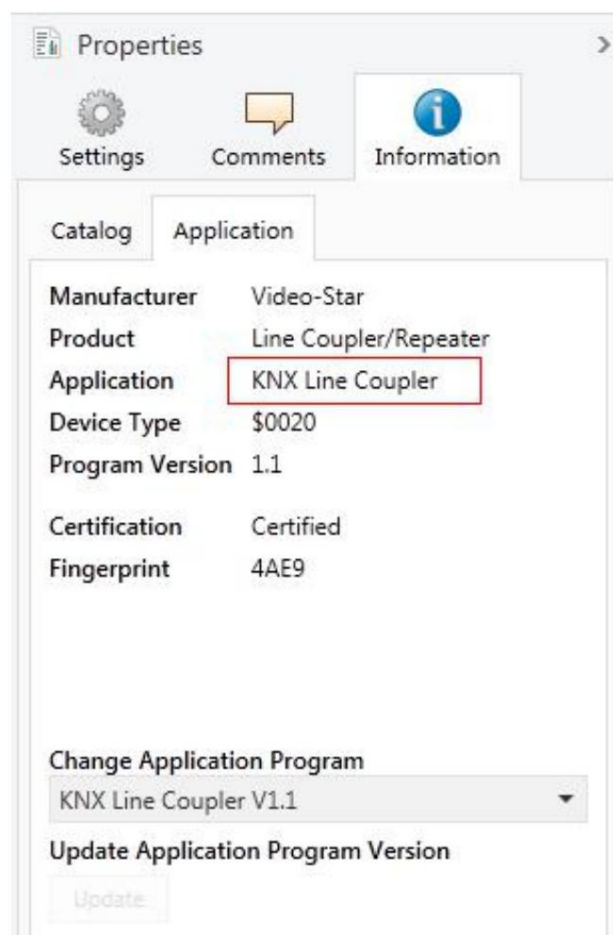 Properties
Settings Comments Information
Catalog Application
Manufacturer Video-Star
Product Line Coupler/Repeater
Application KNX Line Coupler
Device Type $0020
Program Version 1.1
Certification Certified
Fingerprint 4AE9
Change Application Program
KNX Line Coupler V1.1
Update Application Program Version
Update